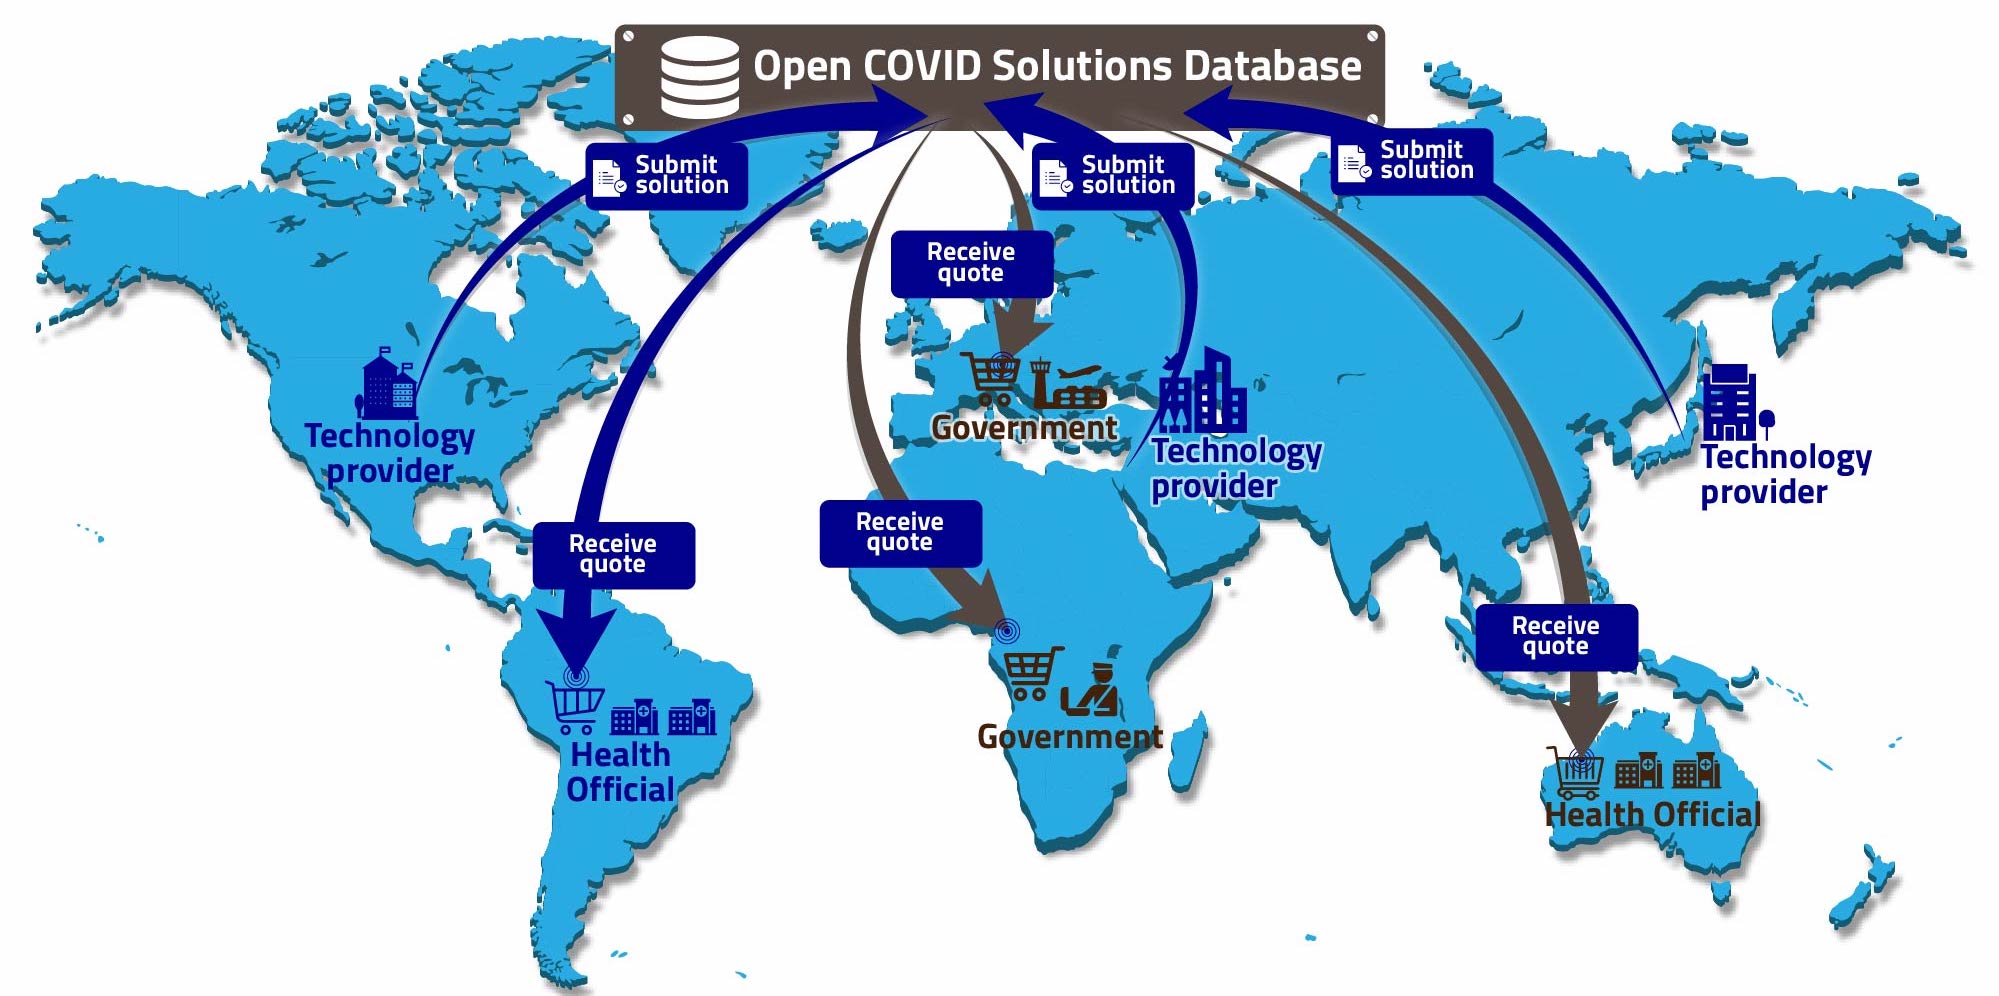 Open COVID Solutions Database
Submit
solution
Submit
solution
Submit
solution
Receive
quote
Technology
provider
Government
Technology
provider
Technology
provider
Receive
quote
Receive
quote
Receive
quote
Health
Official
Government
Health Official